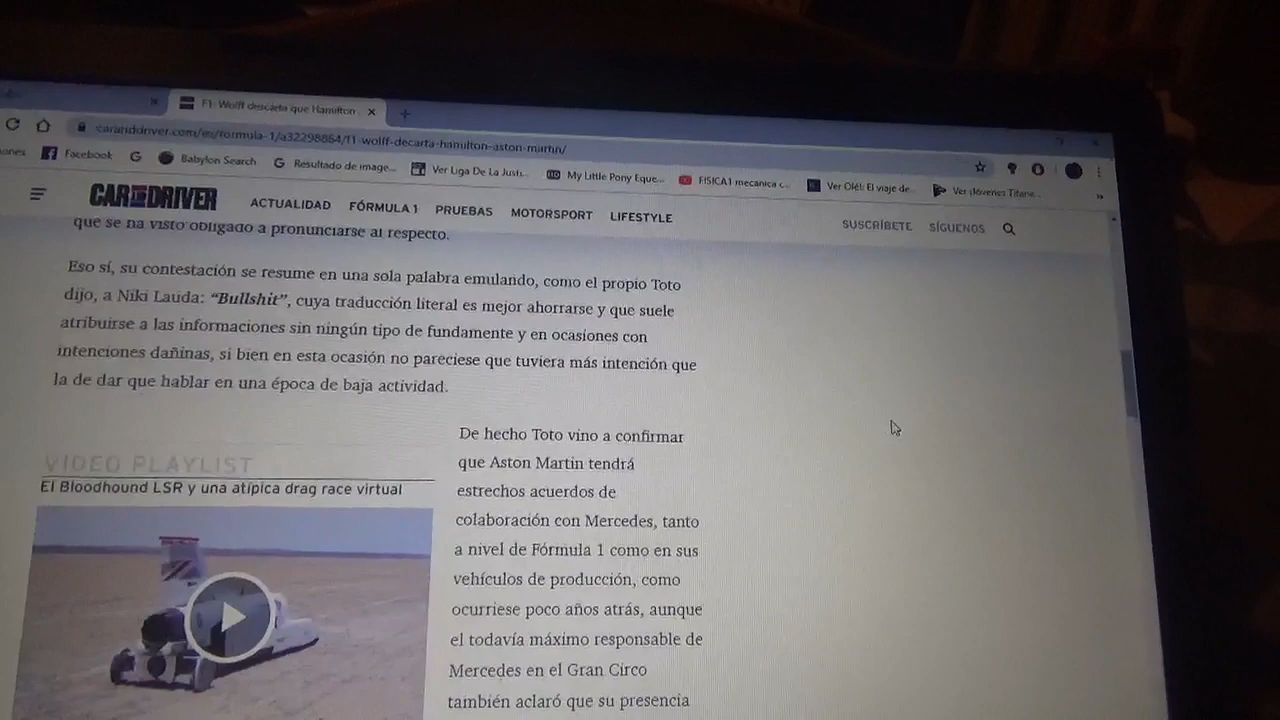 F1: Wolff descarta que Hamilton
caranddriver.com/es/formula-1/a32298864/f1-wolff-decarta-hamilton-aston-martin/
Facebook
Babylon Search
Resultado de image...
Ver Liga De La Justi...
My Little Pony Eque...
FISICA1 mecanica c...
Ver ¡Olé!: El viaje de...
Ver ¡Jóvenes Titane...
CAR AND DRIVER
ACTUALIDAD FÓRMULA 1 PRUEBAS MOTORSPORT LIFESTYLE
SUSCRÍBETE SÍGUENOS
que se ha visto obligado a pronunciarse al respecto.
Eso sí, su contestación se resume en una sola palabra emulando, como el propio Toto
dijo, a Niki Lauda: “Bullshit”, cuya traducción literal es mejor ahorrarse y que suele
atribuirse a las informaciones sin ningún tipo de fundamente y en ocasiones con
intenciones dañinas, si bien en esta ocasión no pareciese que tuviera más intención que
la de dar que hablar en una época de baja actividad.
VIDEO PLAYLIST
El Bloodhound LSR y una atípica drag race virtual
De hecho Toto vino a confirmar
que Aston Martin tendrá
estrechos acuerdos de
colaboración con Mercedes, tanto
a nivel de Fórmula 1 como en sus
vehículos de producción, como
ocurriese poco años atrás, aunque
el todavía máximo responsable de
Mercedes en el Gran Circo
también aclaró que su presencia